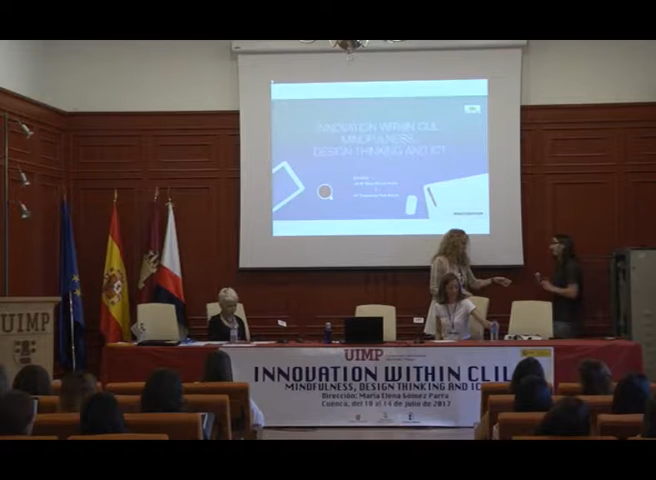 INNOVATION WITHIN CLIL
MINDFULNESS,
DESIGN THINKING AND ICT
UIMP
UIMP
INNOVATION WITHIN CLIL
MINDFULNESS, DESIGN THINKING AND IC
Dirección: María Elena Gómez Parra
Cuenca, del 10 al 14 de julio de 2017